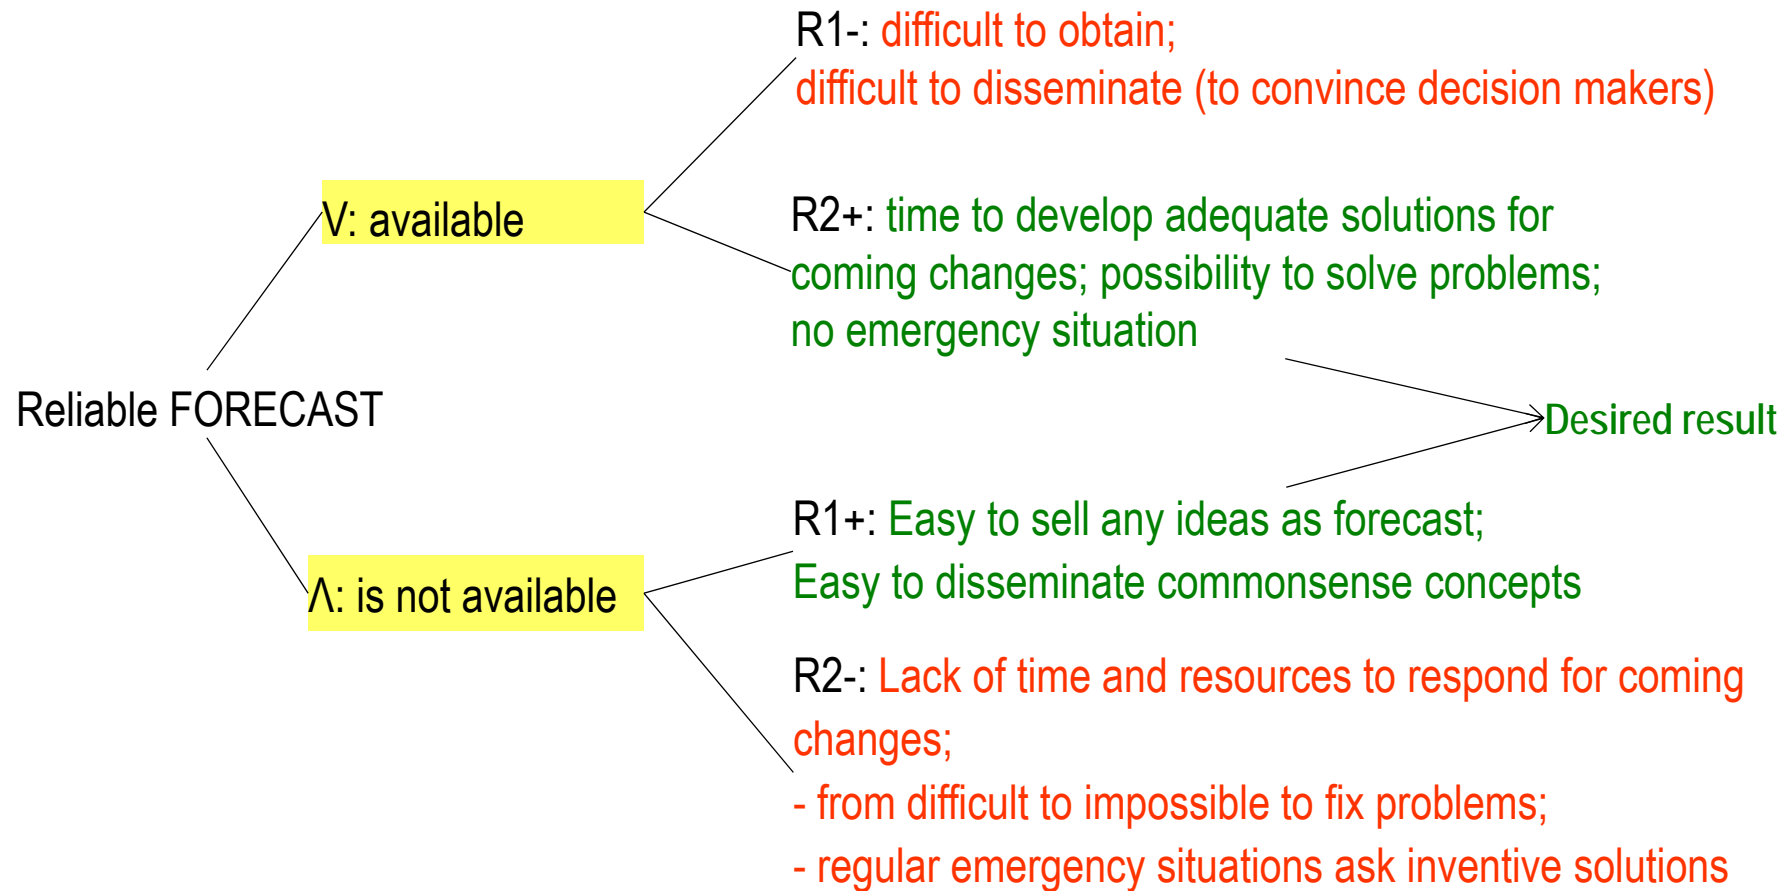 R1-: difficult to obtain;
difficult to disseminate (to convince decision makers)
V: available
R2+: time to develop adequate solutions for
coming changes; possibility to solve problems;
no emergency situation
Reliable FORECAST
Desired result
R1+: Easy to sell any ideas as forecast;
Easy to disseminate commonsense concepts
Λ: is not available
R2-: Lack of time and resources to respond for coming
changes;
- from difficult to impossible to fix problems;
- regular emergency situations ask inventive solutions